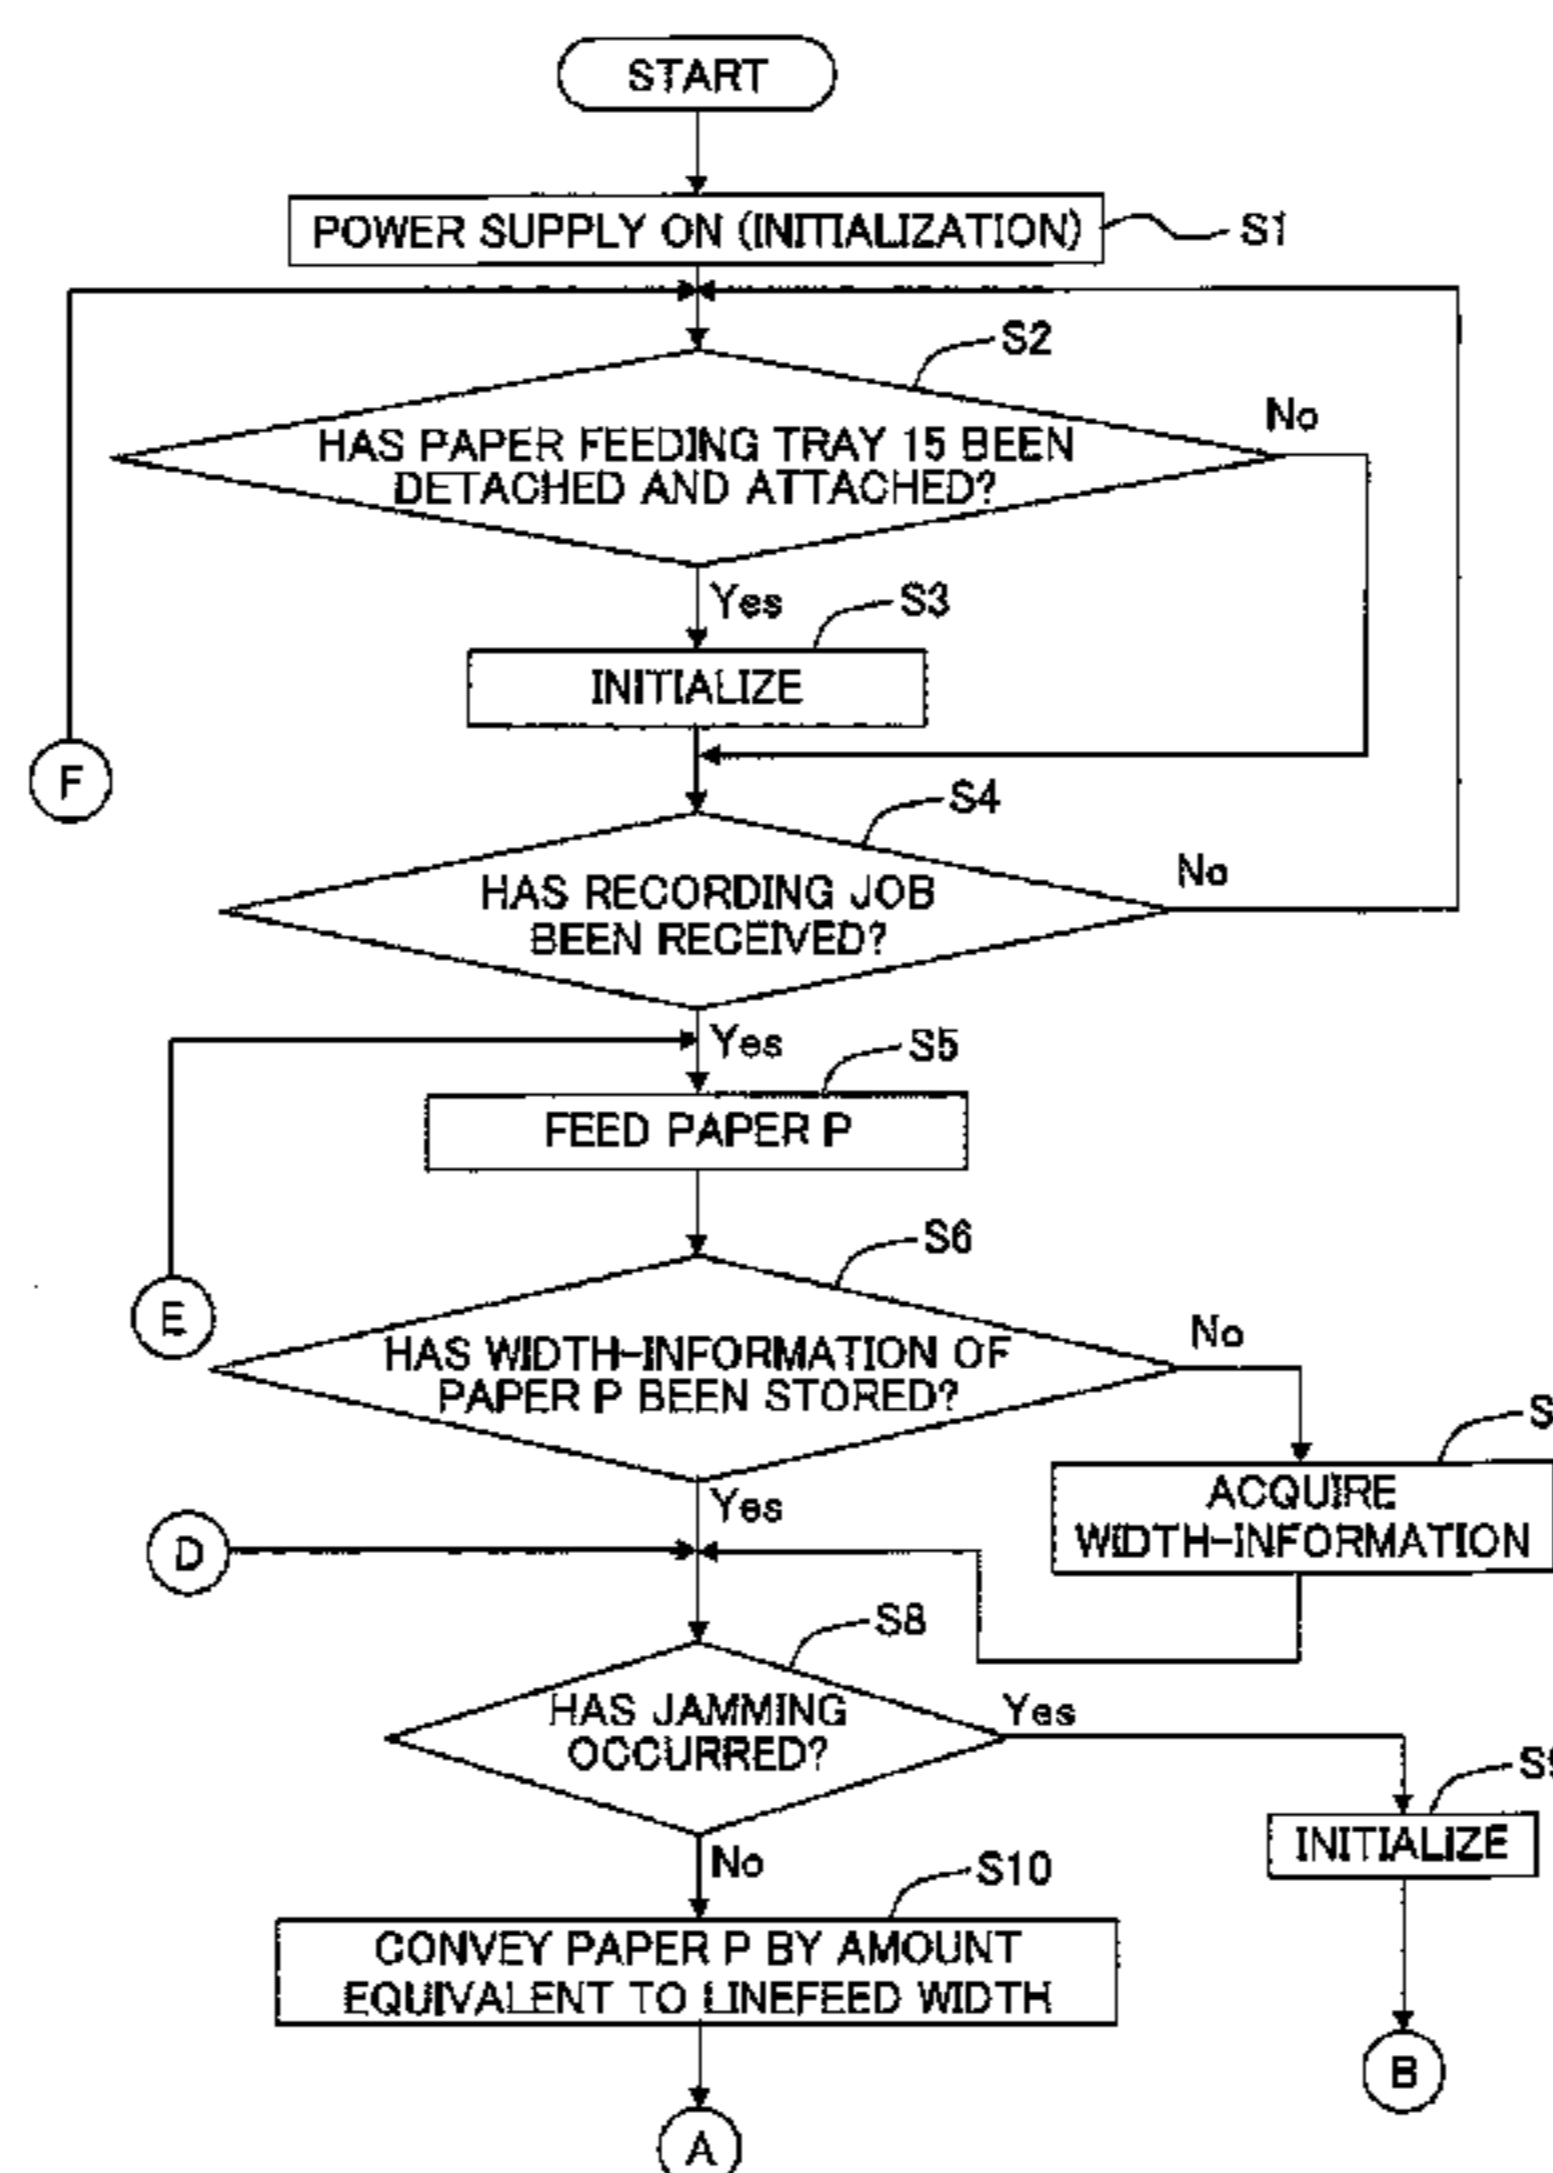 START
POWER SUPPLY ON (INITIALIZATION)
S1
S2
No
HAS PAPER FEEDING TRAY 15 BEEN
DETACHED AND ATTACHED?
Yes
S3
INITIALIZE
F
S4
No
HAS RECORDING JOB
BEEN RECEIVED?
Yes
S5
FEED PAPER P
S6
E
No
HAS WIDTH-INFORMATION OF
PAPER P BEEN STORED?
S
Yes
ACQUIRE
WIDTH-INFORMATION
D
S8
Yes
HAS JAMMING
OCCURRED?
S9
No
INITIALIZE
S10
CONVEY PAPER P BY AMOUNT
EQUIVALENT TO LINEFEED WIDTH
B
A